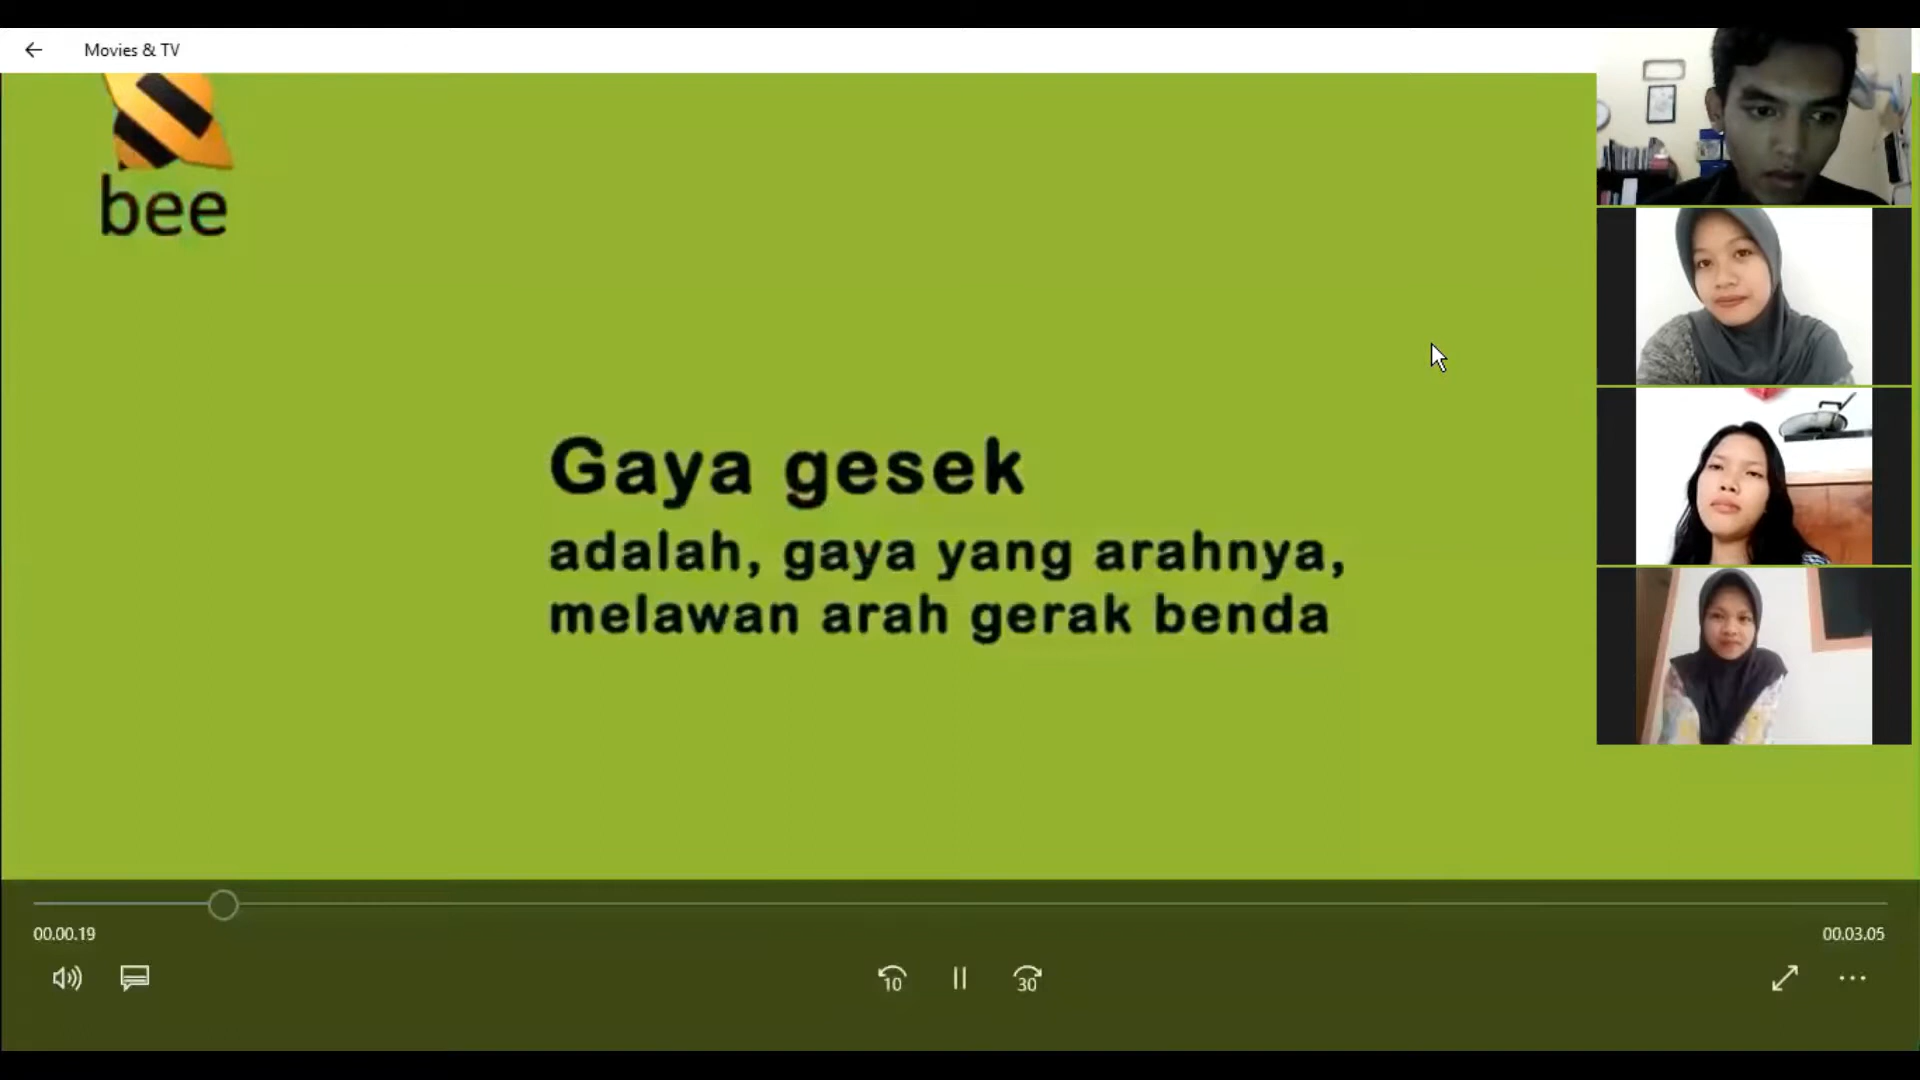 Movies & TV
bee
Gaya gesek
adalah, gaya yang arahnya,
melawan arah gerak benda
00.00.19
00.03.05
10
30